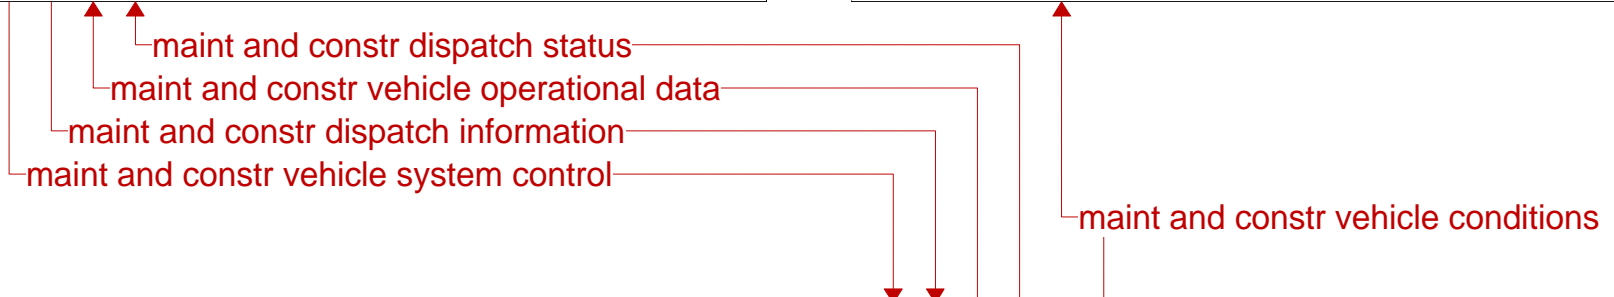 maint and constr dispatch status
maint and constr vehicle operational data
maint and constr dispatch information
maint and constr vehicle system control
maint and constr vehicle conditions